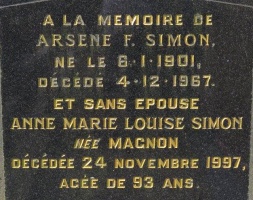 A LA MEMOIRE DE
ARSENE F. SIMON,
NE LE 6·1·1901,
DECEDE 4-12-1967.
ET SANS EPOUSE
ANNE MARIE LOUISE SIMON
NÉE MAGNON
DÉCÉDÉE 24 NOVEMBRE 1997,
AGÉE DE 93 ANS.